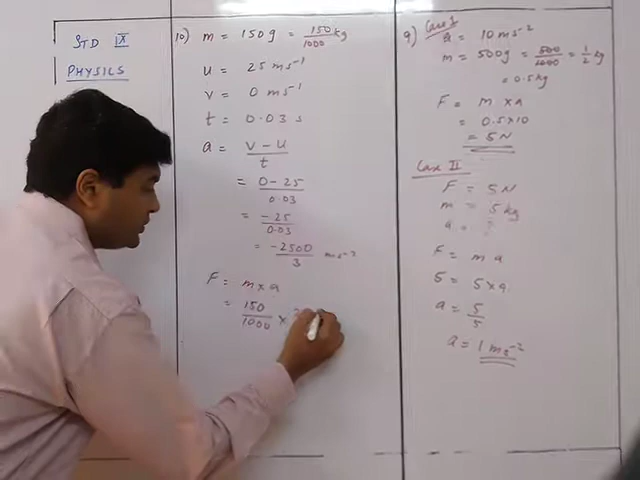 STD IX
PHYSICS
10) m = 150g = 150/1000 kg
u = 25 ms⁻¹
v = 0 ms⁻¹
t = 0.03 s
a = v - u / t
= 0 - 25 / 0.03
= -25 / 0.03
= -2500 / 3 ms⁻²
F = m x a
= 150 / 1000 x
9) Case I
a = 10 ms⁻²
m = 500g = 500/1000 = 1/2 kg
= 0.5 kg
F = m x a
= 0.5 x 10
= 5 N
Case II
F = 5 N
m = 5 kg
a = ?
F = m a
5 = 5 x a
a = 5 / 5
a = 1 ms⁻²